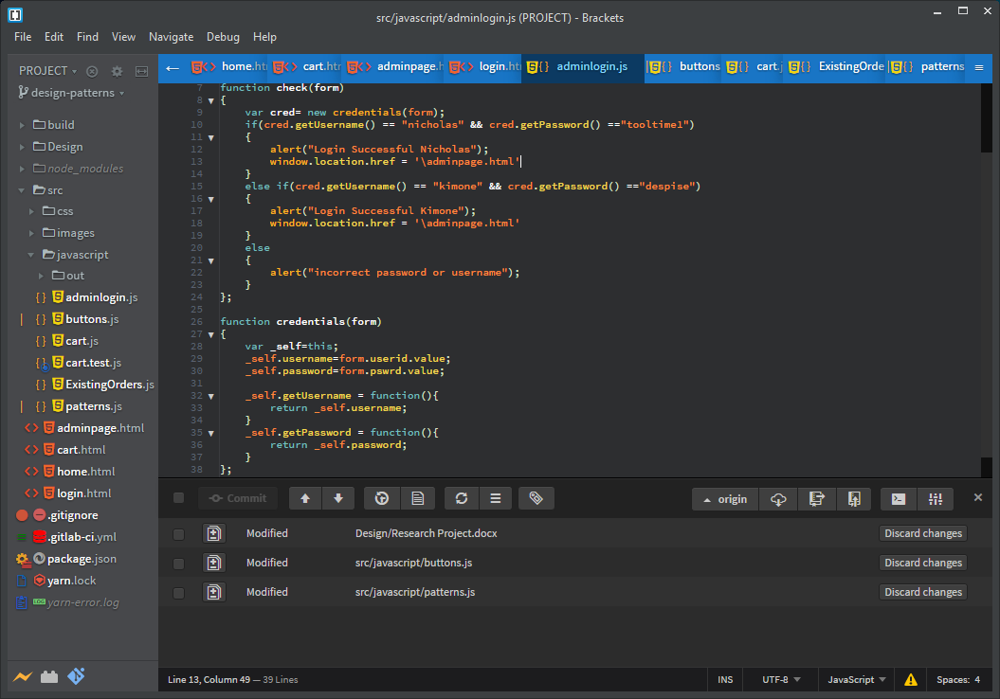 src/javascript/adminlogin.js (PROJECT) - Brackets
File Edit Find View Navigate Debug Help
PROJECT
design-patterns
build
Design
node_modules
src
css
images
javascript
out
{} adminlogin.js
{} buttons.js
{} cart.js
{} cart.test.js
{} ExistingOrders.js
{} patterns.js
<> adminpage.html
<> cart.html
<> home.html
<> login.html
.gitignore
.gitlab-ci.yml
package.json
yarn.lock
LOG yarn-error.log
<> home.ht <> cart.htm <> adminpage.h <> login.ht {} adminlogin.js {} buttons {} cart.j {} ExistingOrde {} patterns
7 function check(form)
8 {
9 var cred= new credentials(form);
10 if(cred.getUsername() == "nicholas" && cred.getPassword() =="tooltime1")
11 {
12 alert("Login Successful Nicholas");
13 window.location.href = '\adminpage.html'
14 }
15 else if(cred.getUsername() == "kimone" && cred.getPassword() =="despise")
16 {
17 alert("Login Successful Kimone");
18 window.location.href = '\adminpage.html'
19 }
20 else
21 {
22 alert("incorrect password or username");
23 }
24 };
25
26 function credentials(form)
27 {
28 var _self=this;
29 _self.username=form.userid.value;
30 _self.password=form.pswrd.value;
31
32 _self.getUsername = function(){
33 return _self.username;
34 }
35 _self.getPassword = function(){
36 return _self.password;
37 }
38 };
Commit origin
Modified Design/Research Project.docx Discard changes
Modified src/javascript/buttons.js Discard changes
Modified src/javascript/patterns.js Discard changes
Line 13, Column 49 — 39 Lines INS UTF-8 JavaScript Spaces: 4